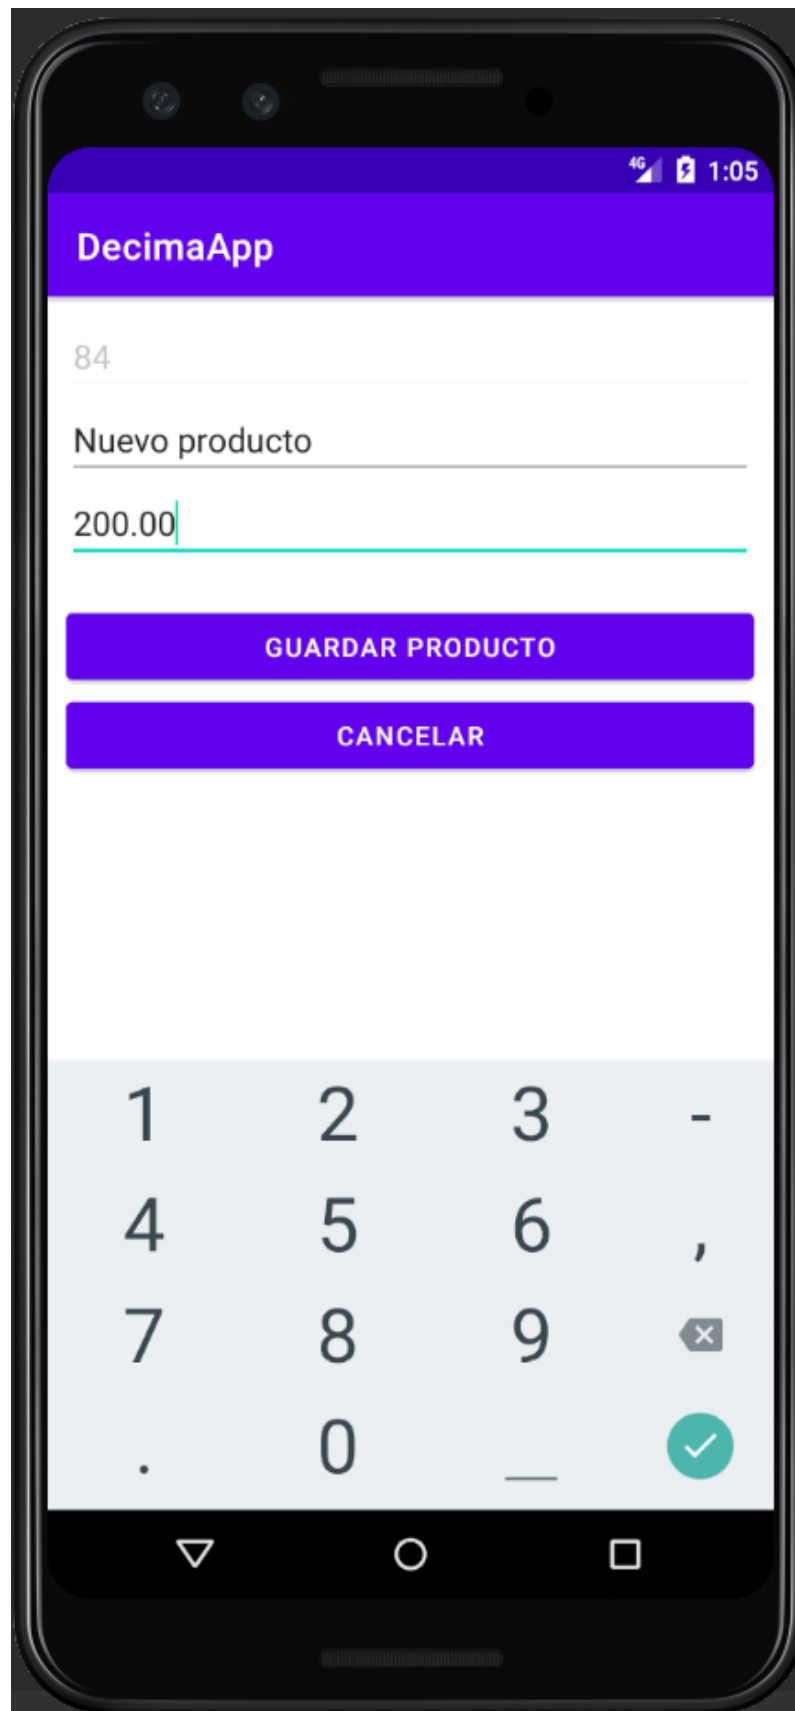 4G 1:05
DecimaApp
84
Nuevo producto
200.00
GUARDAR PRODUCTO
CANCELAR
1 2 3 -
4 5 6 ,
7 8 9
. 0 _